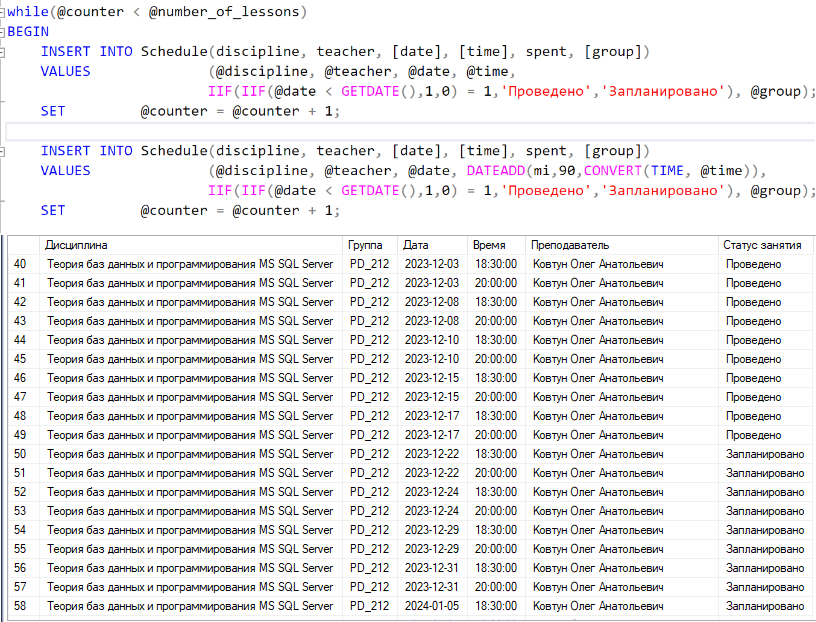 while(@counter < @number_of_lessons)
BEGIN
INSERT INTO Schedule(discipline, teacher, [date], [time], spent, [group])
VALUES (@discipline, @teacher, @date, @time,
IIF(IIF(@date < GETDATE(),1,0) = 1,'Проведено','Запланировано'), @group);
SET @counter = @counter + 1;
INSERT INTO Schedule(discipline, teacher, [date], [time], spent, [group])
VALUES (@discipline, @teacher, @date, DATEADD(mi,90,CONVERT(TIME, @time)),
IIF(IIF(@date < GETDATE(),1,0) = 1,'Проведено','Запланировано'), @group);
SET @counter = @counter + 1;
Дисциплина Группа Дата Время Преподаватель Статус занятия
40 Теория баз данных и программирования MS SQL Server PD_212 2023-12-03 18:30:00 Ковтун Олег Анатольевич Проведено
41 Теория баз данных и программирования MS SQL Server PD_212 2023-12-03 20:00:00 Ковтун Олег Анатольевич Проведено
42 Теория баз данных и программирования MS SQL Server PD_212 2023-12-08 18:30:00 Ковтун Олег Анатольевич Проведено
43 Теория баз данных и программирования MS SQL Server PD_212 2023-12-08 20:00:00 Ковтун Олег Анатольевич Проведено
44 Теория баз данных и программирования MS SQL Server PD_212 2023-12-10 18:30:00 Ковтун Олег Анатольевич Проведено
45 Теория баз данных и программирования MS SQL Server PD_212 2023-12-10 20:00:00 Ковтун Олег Анатольевич Проведено
46 Теория баз данных и программирования MS SQL Server PD_212 2023-12-15 18:30:00 Ковтун Олег Анатольевич Проведено
47 Теория баз данных и программирования MS SQL Server PD_212 2023-12-15 20:00:00 Ковтун Олег Анатольевич Проведено
48 Теория баз данных и программирования MS SQL Server PD_212 2023-12-17 18:30:00 Ковтун Олег Анатольевич Проведено
49 Теория баз данных и программирования MS SQL Server PD_212 2023-12-17 20:00:00 Ковтун Олег Анатольевич Проведено
50 Теория баз данных и программирования MS SQL Server PD_212 2023-12-22 18:30:00 Ковтун Олег Анатольевич Запланировано
51 Теория баз данных и программирования MS SQL Server PD_212 2023-12-22 20:00:00 Ковтун Олег Анатольевич Запланировано
52 Теория баз данных и программирования MS SQL Server PD_212 2023-12-24 18:30:00 Ковтун Олег Анатольевич Запланировано
53 Теория баз данных и программирования MS SQL Server PD_212 2023-12-24 20:00:00 Ковтун Олег Анатольевич Запланировано
54 Теория баз данных и программирования MS SQL Server PD_212 2023-12-29 18:30:00 Ковтун Олег Анатольевич Запланировано
55 Теория баз данных и программирования MS SQL Server PD_212 2023-12-29 20:00:00 Ковтун Олег Анатольевич Запланировано
56 Теория баз данных и программирования MS SQL Server PD_212 2023-12-31 18:30:00 Ковтун Олег Анатольевич Запланировано
57 Теория баз данных и программирования MS SQL Server PD_212 2023-12-31 20:00:00 Ковтун Олег Анатольевич Запланировано
58 Теория баз данных и программирования MS SQL Server PD_212 2024-01-05 18:30:00 Ковтун Олег Анатольевич Запланировано